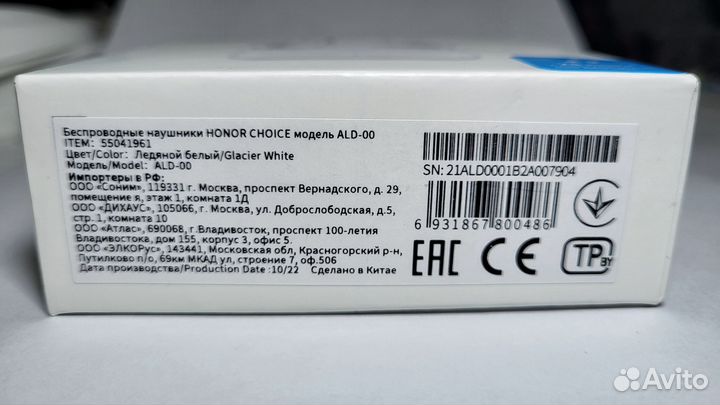 Беспроводные наушники HONOR CHOICE модель ALD-00
ITEM: 55041961
Цвет/Color: Ледяной белый/Glacier White
Модель/Model: ALD-00
Импортеры в РФ:
ООО «Соним», 119331 г. Москва, проспект Вернадского, д. 29,
помещение я, этаж 1, комната 1Д
ООО «ДИХАУС», 105066, г. Москва, ул. Доброслободская, д.5,
стр. 1, комната 10
ООО «Атлас», 690068, г.Владивосток, проспект 100-летия
Владивостока, дом 155, корпус 3, офис 5.
ООО «ЭЛКОРус», 143441, Московская обл, Красногорский р-н,
Путилково п/о, 69км МКАД ул, строение 7, оф.506
Дата производства/Production Date :10/22 Сделано в Китае
SN: 21ALD0001B2A007904
6 931867 800486
EAC CE TP BY
Avito